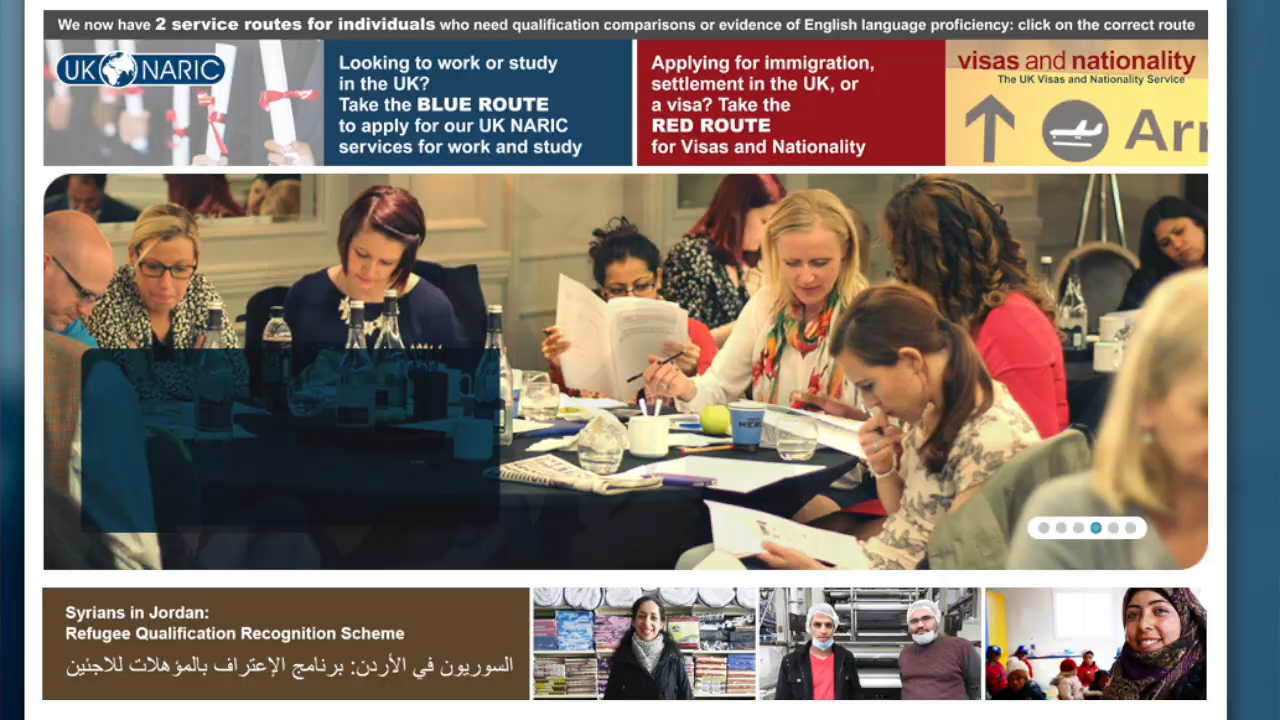 We now have 2 service routes for individuals who need qualification comparisons or evidence of English language proficiency: click on the correct route
UK NARIC
Looking to work or study
in the UK?
Take the BLUE ROUTE
to apply for our UK NARIC
services for work and study
Applying for immigration,
settlement in the UK, or
a visa? Take the
RED ROUTE
for Visas and Nationality
visas and nationality
The UK Visas and Nationality Service
Arr
Syrians in Jordan:
Refugee Qualification Recognition Scheme
السوريون في الأردن: برنامج الإعتراف بالمؤهلات للاجئين